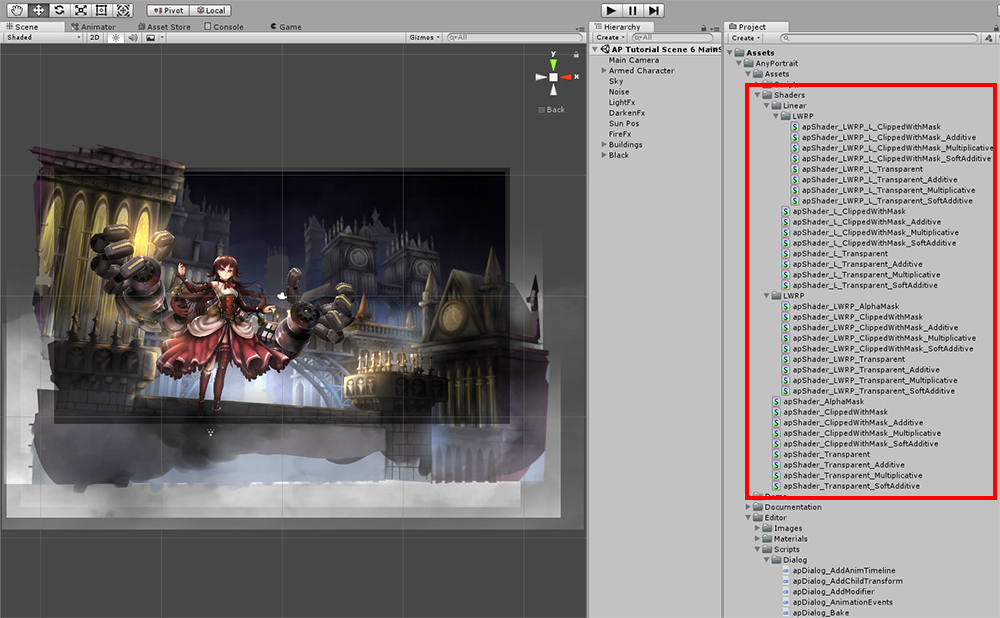 Pivot Local
Scene Animator Asset Store Console Game
Shaded 2D Gizmos All
y
x
Back
Hierarchy
Create All
AP Tutorial Scene 6 Main
Main Camera
Armed Character
Sky
Noise
LightFx
DarkenFx
Sun Pos
FireFx
Buildings
Black
Project
Create
Assets
AnyPortrait
Assets
Shaders
Linear
LWRP
apShader_LWRP_L_ClippedWithMask
apShader_LWRP_L_ClippedWithMask_Additive
apShader_LWRP_L_ClippedWithMask_Multiplicative
apShader_LWRP_L_ClippedWithMask_SoftAdditive
apShader_LWRP_L_Transparent
apShader_LWRP_L_Transparent_Additive
apShader_LWRP_L_Transparent_Multiplicative
apShader_LWRP_L_Transparent_SoftAdditive
apShader_L_ClippedWithMask
apShader_L_ClippedWithMask_Additive
apShader_L_ClippedWithMask_Multiplicative
apShader_L_ClippedWithMask_SoftAdditive
apShader_L_Transparent
apShader_L_Transparent_Additive
apShader_L_Transparent_Multiplicative
apShader_L_Transparent_SoftAdditive
LWRP
apShader_LWRP_AlphaMask
apShader_LWRP_ClippedWithMask
apShader_LWRP_ClippedWithMask_Additive
apShader_LWRP_ClippedWithMask_Multiplicative
apShader_LWRP_ClippedWithMask_SoftAdditive
apShader_LWRP_Transparent
apShader_LWRP_Transparent_Additive
apShader_LWRP_Transparent_Multiplicative
apShader_LWRP_Transparent_SoftAdditive
apShader_AlphaMask
apShader_ClippedWithMask
apShader_ClippedWithMask_Additive
apShader_ClippedWithMask_Multiplicative
apShader_ClippedWithMask_SoftAdditive
apShader_Transparent
apShader_Transparent_Additive
apShader_Transparent_Multiplicative
apShader_Transparent_SoftAdditive
Documentation
Editor
Images
Materials
Scripts
Dialog
apDialog_AddAnimTimeline
apDialog_AddChildTransform
apDialog_AddModifier
apDialog_AnimationEvents
apDialog_Bake